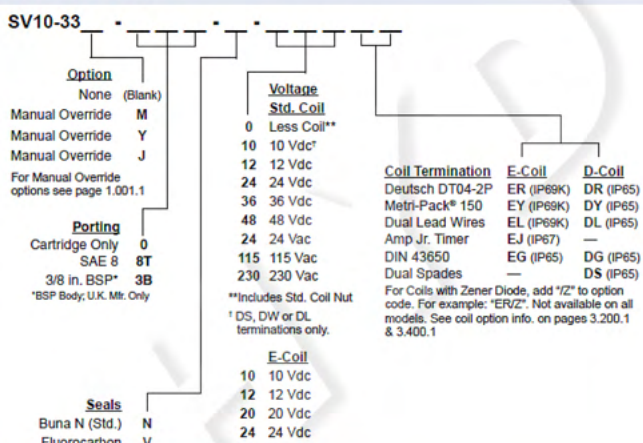 SV10-33__ - ___ - _ - ___ __
Option
None (Blank)
Manual Override M
Manual Override Y
Manual Override J
For Manual Override
options see page 1.001.1
Porting
Cartridge Only 0
SAE 8 8T
3/8 in. BSP* 3B
*BSP Body; U.K. Mfr. Only
Seals
Buna N (Std.) N
Fluorocarbon V
Voltage
Std. Coil
0 Less Coil**
10 10 Vdc†
12 12 Vdc
24 24 Vdc
36 36 Vdc
48 48 Vdc
24 24 Vac
115 115 Vac
230 230 Vac
**Includes Std. Coil Nut
† DS, DW or DL
terminations only.
E-Coil
10 10 Vdc
12 12 Vdc
20 20 Vdc
24 24 Vdc
Coil Termination E-Coil D-Coil
Deutsch DT04-2P ER (IP69K) DR (IP65)
Metri-Pack® 150 EY (IP69K) DY (IP65)
Dual Lead Wires EL (IP69K) DL (IP65)
Amp Jr. Timer EJ (IP67) —
DIN 43650 EG (IP65) DG (IP65)
Dual Spades — DS (IP65)
For Coils with Zener Diode, add "/Z" to option
code. For example: "ER/Z". Not available on all
models. See coil option info. on pages 3.200.1
& 3.400.1